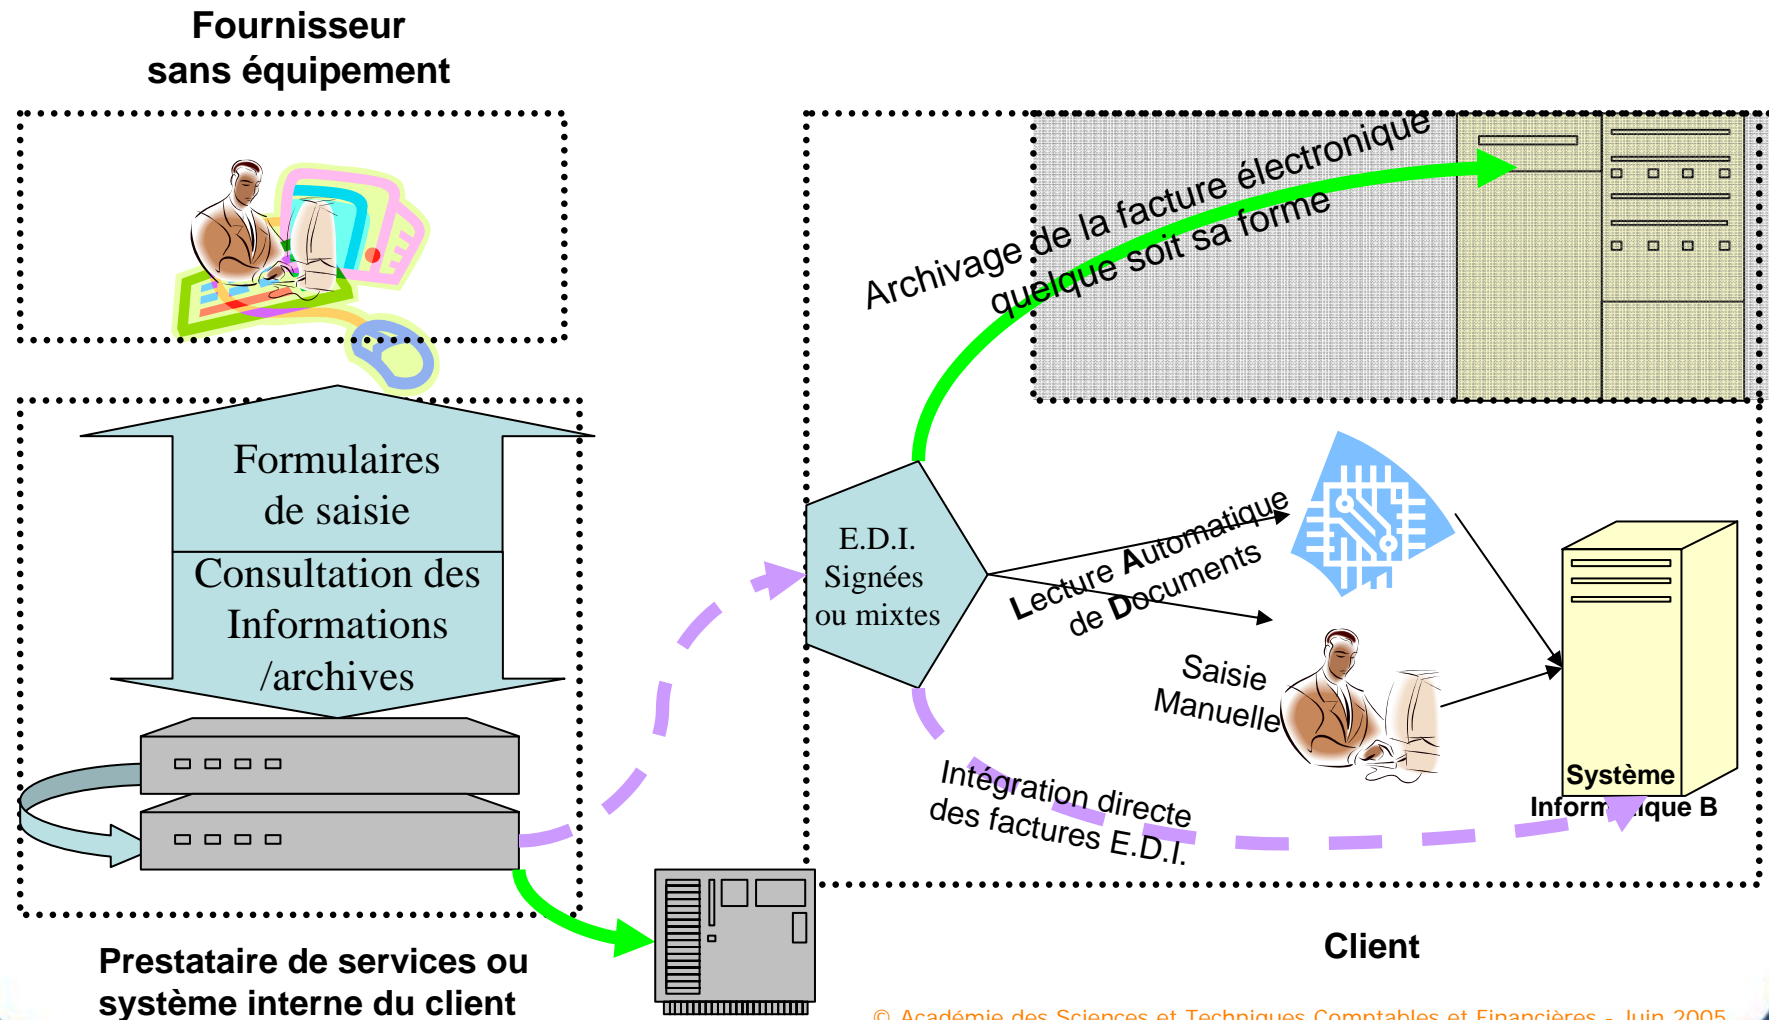 Fournisseur
sans équipement
Formulaires
de saisie
Consultation des
Informations
/archives
Prestataire de services ou
système interne du client
Archivage de la facture électronique
quelque soit sa forme
E.D.I.
Signées
ou mixtes
Lecture Automatique
de Documents
Saisie
Manuelle
Intégration directe
des factures E.D.I.
Système
Informatique B
Client
© Académie des Sciences et Techniques Comptables et Financières - Juin 2005